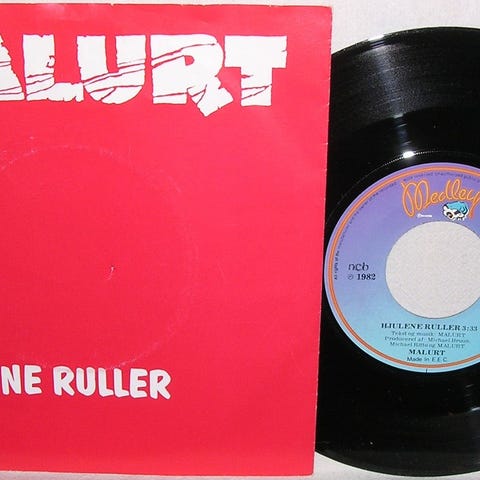 ALURT
NE RULLER
Medley
ncb
℗ 1982
HJULENE RULLER 3:33
Tekst og musik: MALURT
Produceret af: Michael Bruun,
Michael Ritto og MALURT
MALURT
Made in E.E.C.